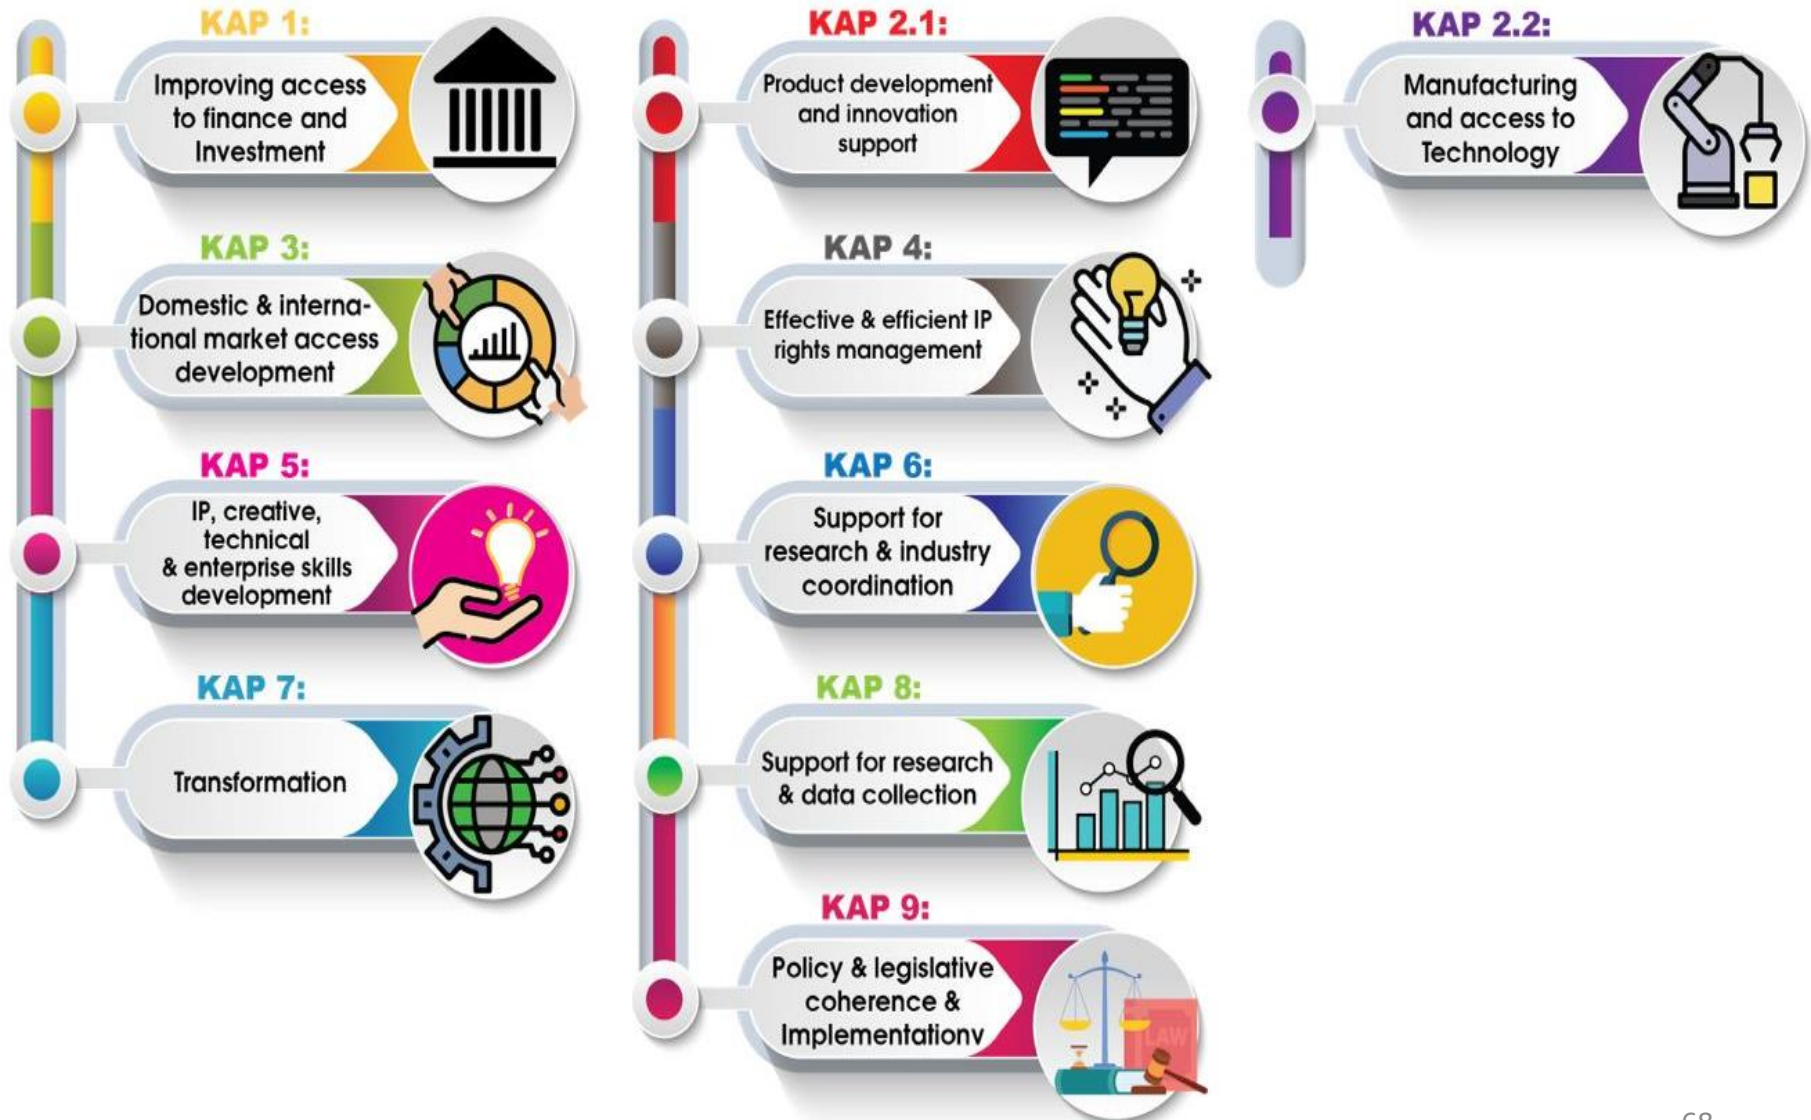 KAP 1:
Improving access
to finance and
Investment
KAP 2.1:
Product development
and innovation
support
KAP 2.2:
Manufacturing
and access to
Technology
KAP 3:
Domestic & interna-
tional market access
development
KAP 4:
Effective & efficient IP
rights management
KAP 5:
IP, creative,
technical
& enterprise skills
development
KAP 6:
Support for
research & industry
coordination
KAP 7:
Transformation
KAP 8:
Support for research
& data collection
KAP 9:
Policy & legislative
coherence &
Implementationv
LAW
68